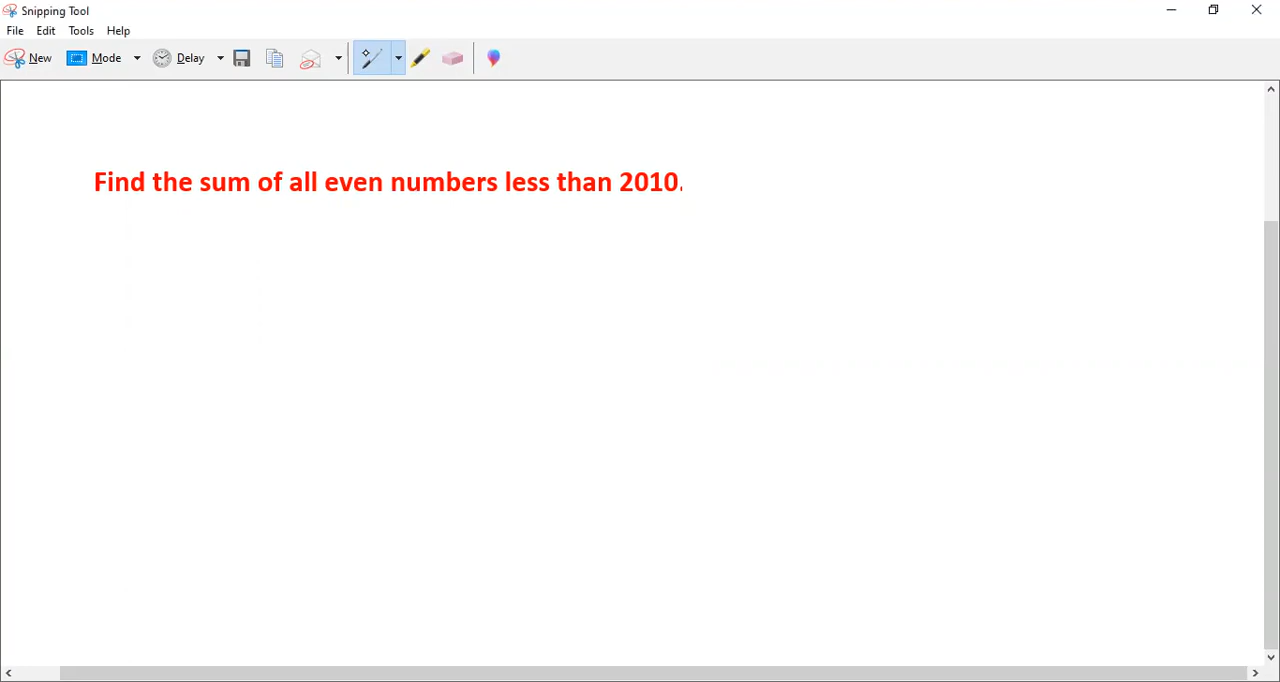 Snipping Tool
File Edit Tools Help
New Mode Delay
Find the sum of all even numbers less than 2010.